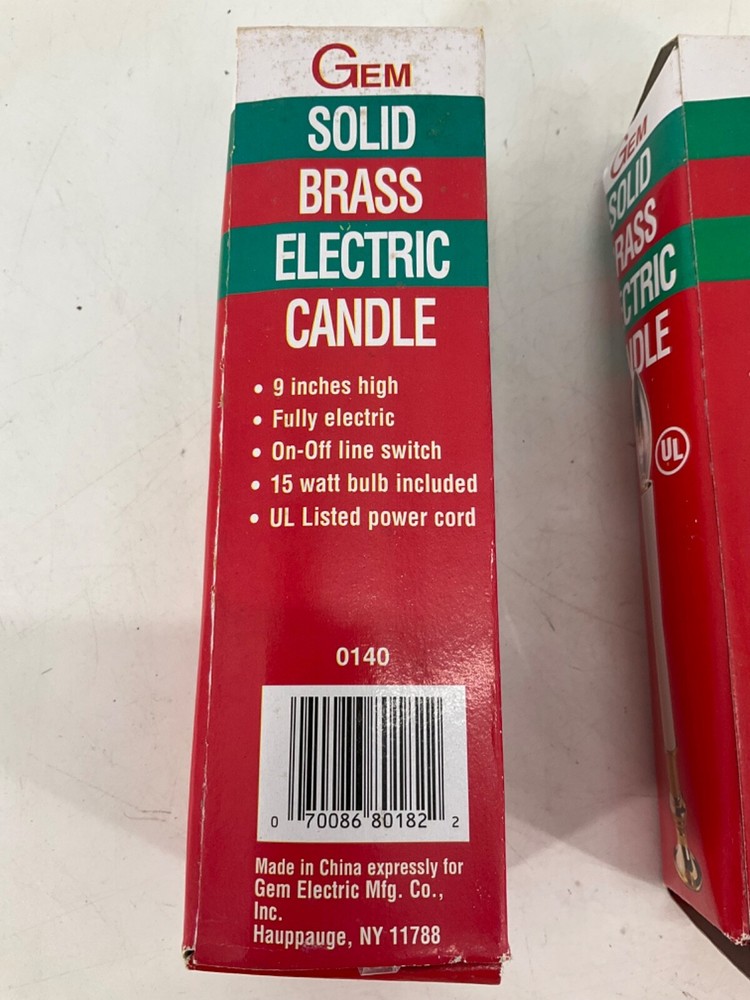 GEM
SOLID
BRASS
ELECTRIC
CANDLE
• 9 inches high
• Fully electric
• On-Off line switch
• 15 watt bulb included
• UL Listed power cord
0140
0 70086 80182 2
Made in China expressly for
Gem Electric Mfg. Co.,
Inc.
Hauppauge, NY 11788
GEM
SOLID
RASS
CTRIC
NDLE
UL